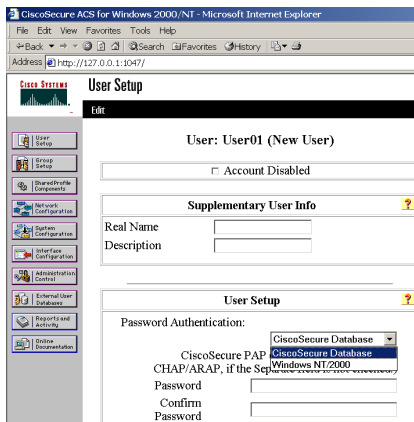 CiscoSecure ACS for Windows 2000/NT - Microsoft Internet Explorer
File Edit View Favorites Tools Help
Back Search Favorites History
Address http://127.0.0.1:1047/
CISCO SYSTEMS
User Setup
Edit
User Setup
Group Setup
Shared Profile Components
Network Configuration
System Configuration
Interface Configuration
Administration Control
External User Databases
Reports and Activity
Online Documentation
User: User01 (New User)
Account Disabled
Supplementary User Info
?
Real Name
Description
User Setup
?
Password Authentication:
CiscoSecure Database
CiscoSecure Database
Windows NT/2000
CiscoSecure PAP
CHAP/ARAP, if the
Password
Confirm
Password